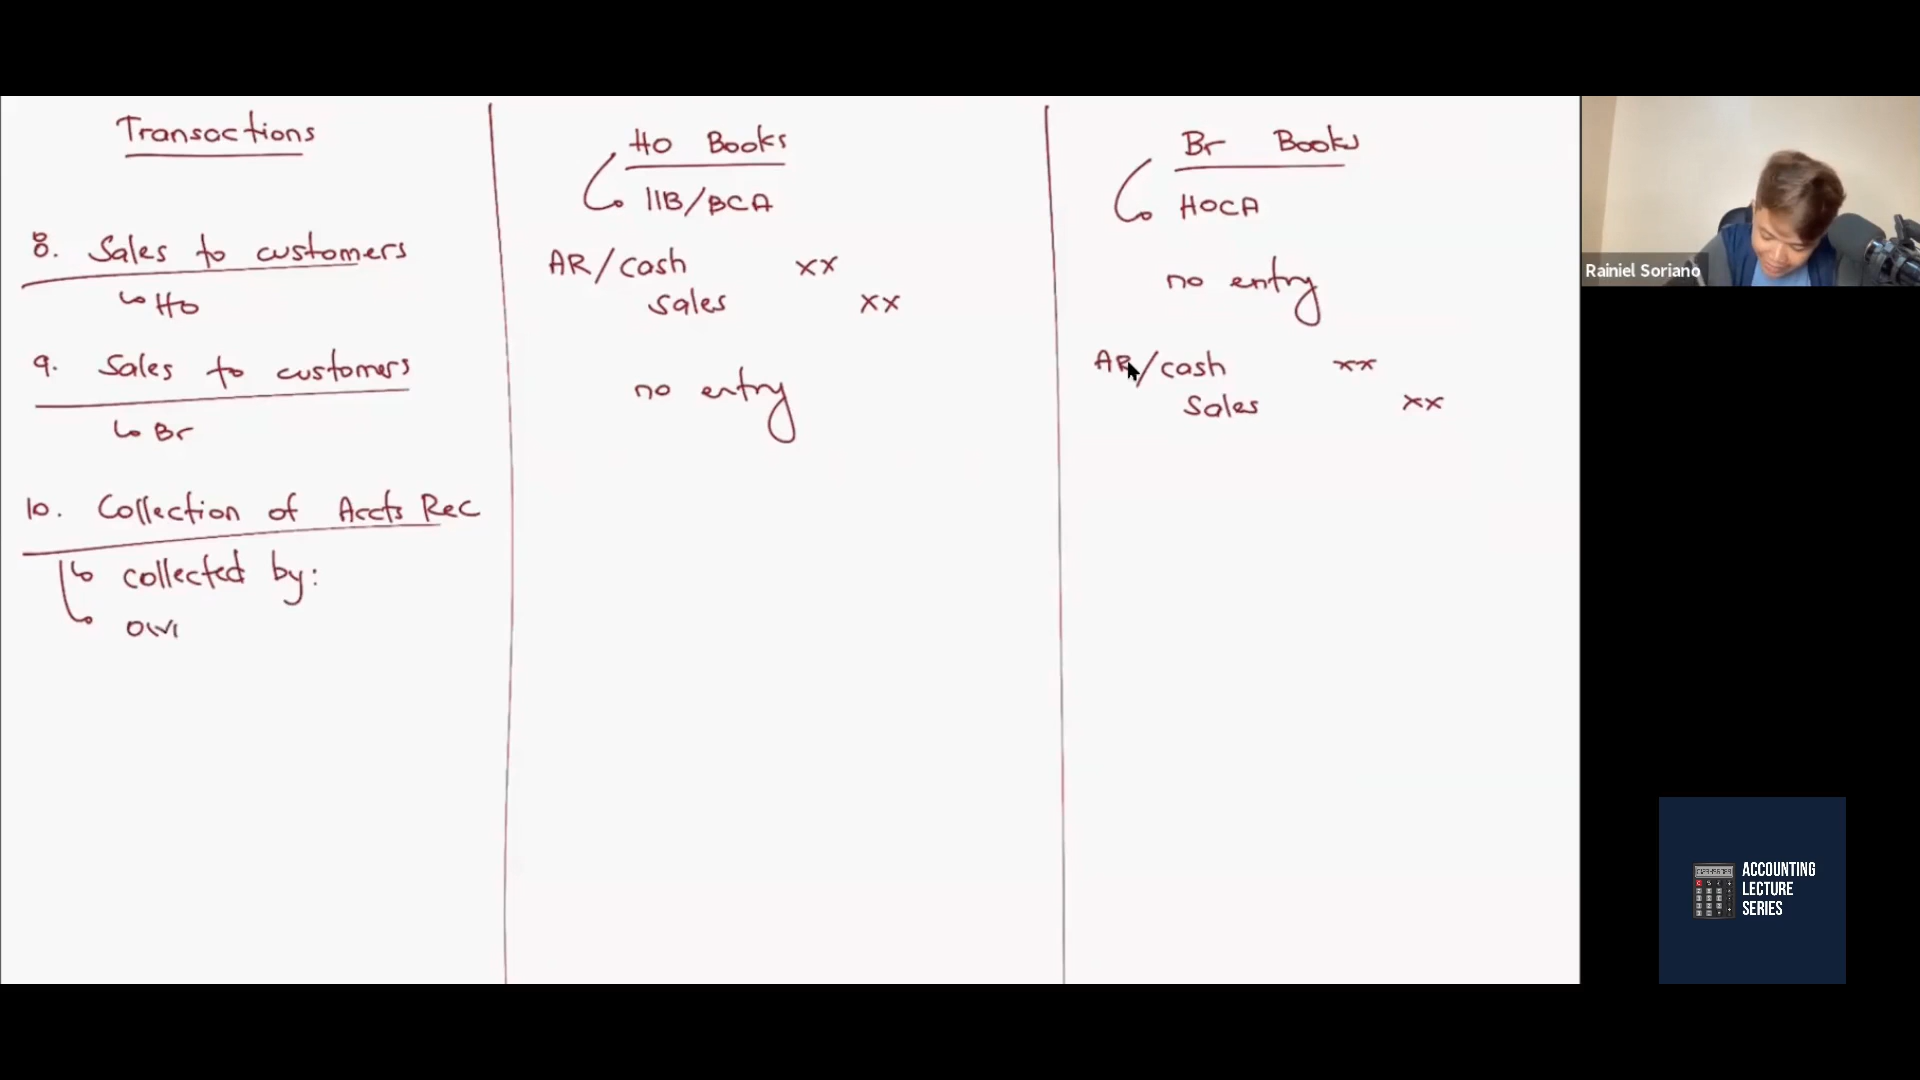 Transactions
8. Sales to customers
↳ Ho
9. Sales to customers
↳ Br
10. Collection of Accts Rec
↳ collected by:
Ho Books
IIB/BCA
AR/cash xx
sales xx
no entry
Br Books
HOCA
no entry
AR/cash xx
Sales xx
Rainiel Soriano
ACCOUNTING
LECTURE
SERIES